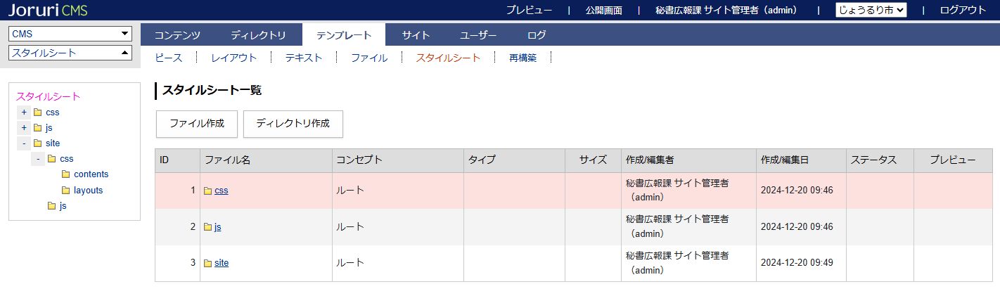 Joruri CMS プレビュー | 公開画面 | 秘書広報課 サイト管理者（admin） | じょうるり市 | ログアウト
CMS
スタイルシート
コンテンツ ディレクトリ テンプレート サイト ユーザー ログ
ピース レイアウト テキスト ファイル スタイルシート 再構築
スタイルシート
+ css
+ js
- site
- css
contents
layouts
js
スタイルシート一覧
ファイル作成 ディレクトリ作成
ID ファイル名 コンセプト タイプ サイズ 作成/編集者 作成/編集日 ステータス プレビュー
1 css ルート 秘書広報課 サイト管理者（admin） 2024-12-20 09:46
2 js ルート 秘書広報課 サイト管理者（admin） 2024-12-20 09:46
3 site ルート 秘書広報課 サイト管理者（admin） 2024-12-20 09:49